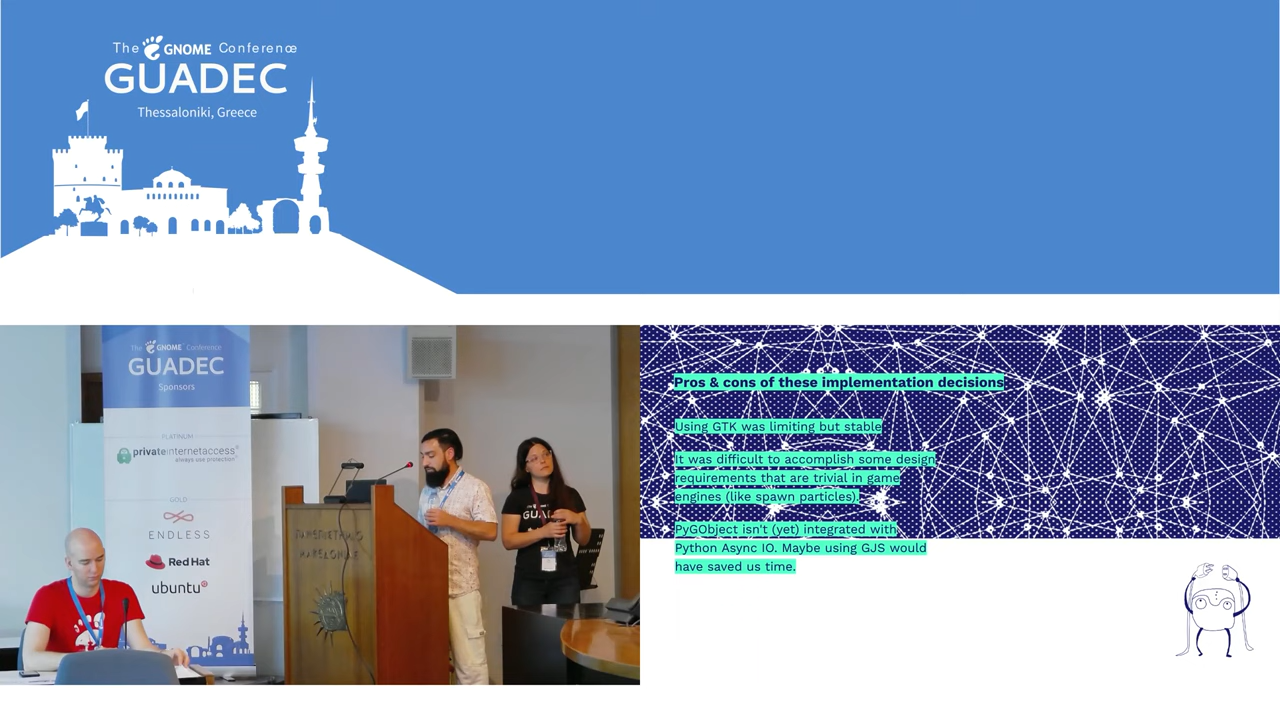 The GNOME Conference
GUADEC
Thessaloniki, Greece
The GNOME Conference
GUADEC
Sponsors
PLATINUM
privateinternetaccess
always use protection
GOLD
ENDLESS
Red Hat
ubuntu
GUA
ΠΑΝΕΠΙΣΤΗΜΙΟ
ΜΑΚΕΔΟΝΙΑΣ
Pros & cons of these implementation decisions
Using GTK was limiting but stable
It was difficult to accomplish some design
requirements that are trivial in game
engines (like spawn particles).
PyGObject isn't (yet) integrated with
Python Async IO. Maybe using GJS would
have saved us time.